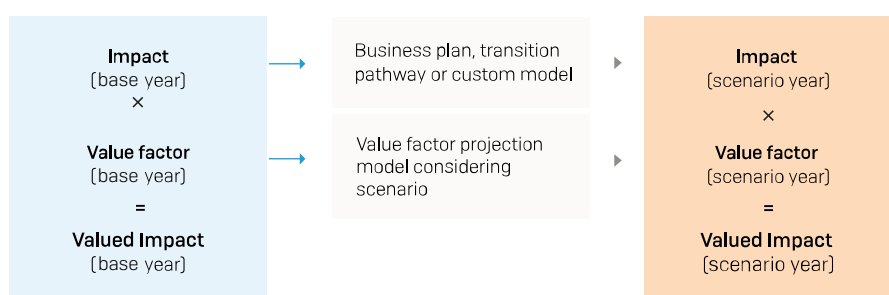 Impact
(base year)
×
Value factor
(base year)
=
Valued Impact
(base year)
Business plan, transition
pathway or custom model
Value factor projection
model considering
scenario
Impact
(scenario year)
×
Value factor
(scenario year)
=
Valued Impact
(scenario year)